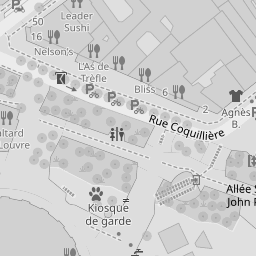 50
16
Leader
Sushi
Nelson's
L'As de
Trèfle
Bliss
6
2
Agnès
B.
Rue Coquillière
Louvre
Allée S
John P
Kiosque
de garde